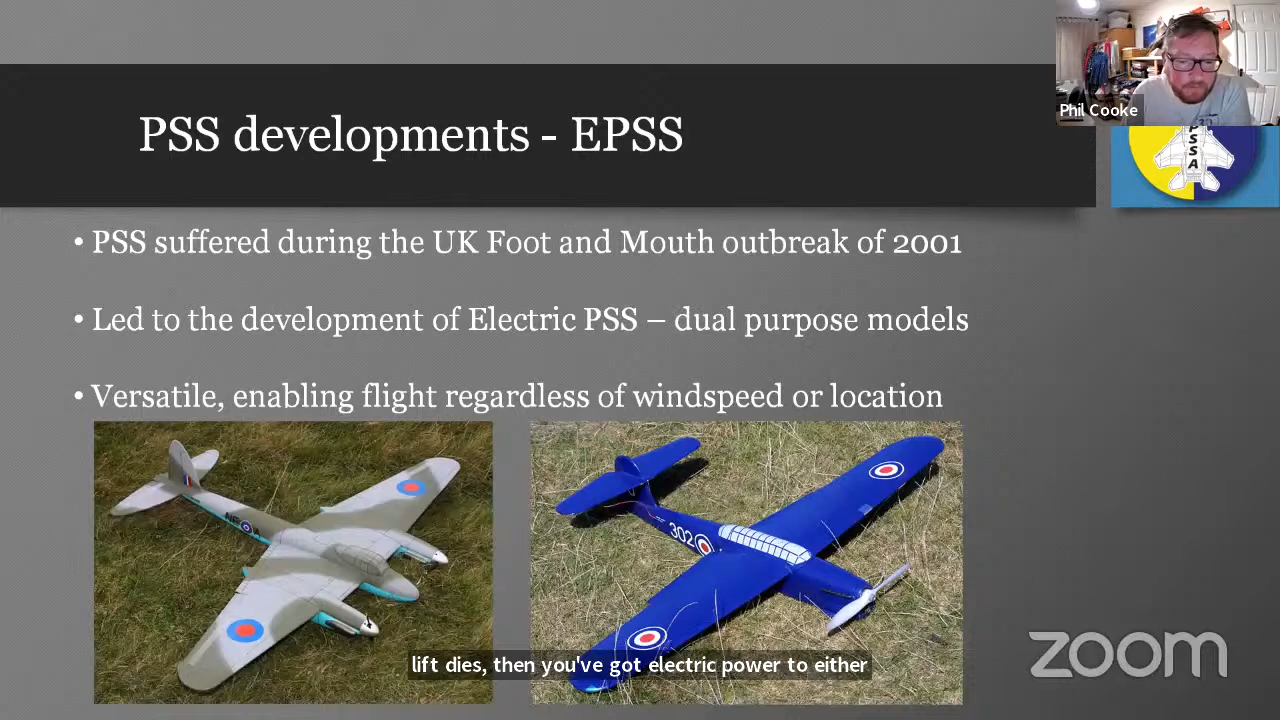 PSS developments - EPSS
Phil Cooke
PSSA
• PSS suffered during the UK Foot and Mouth outbreak of 2001
• Led to the development of Electric PSS – dual purpose models
• Versatile, enabling flight regardless of windspeed or location
302
lift dies, then you've got electric power to either
zoom